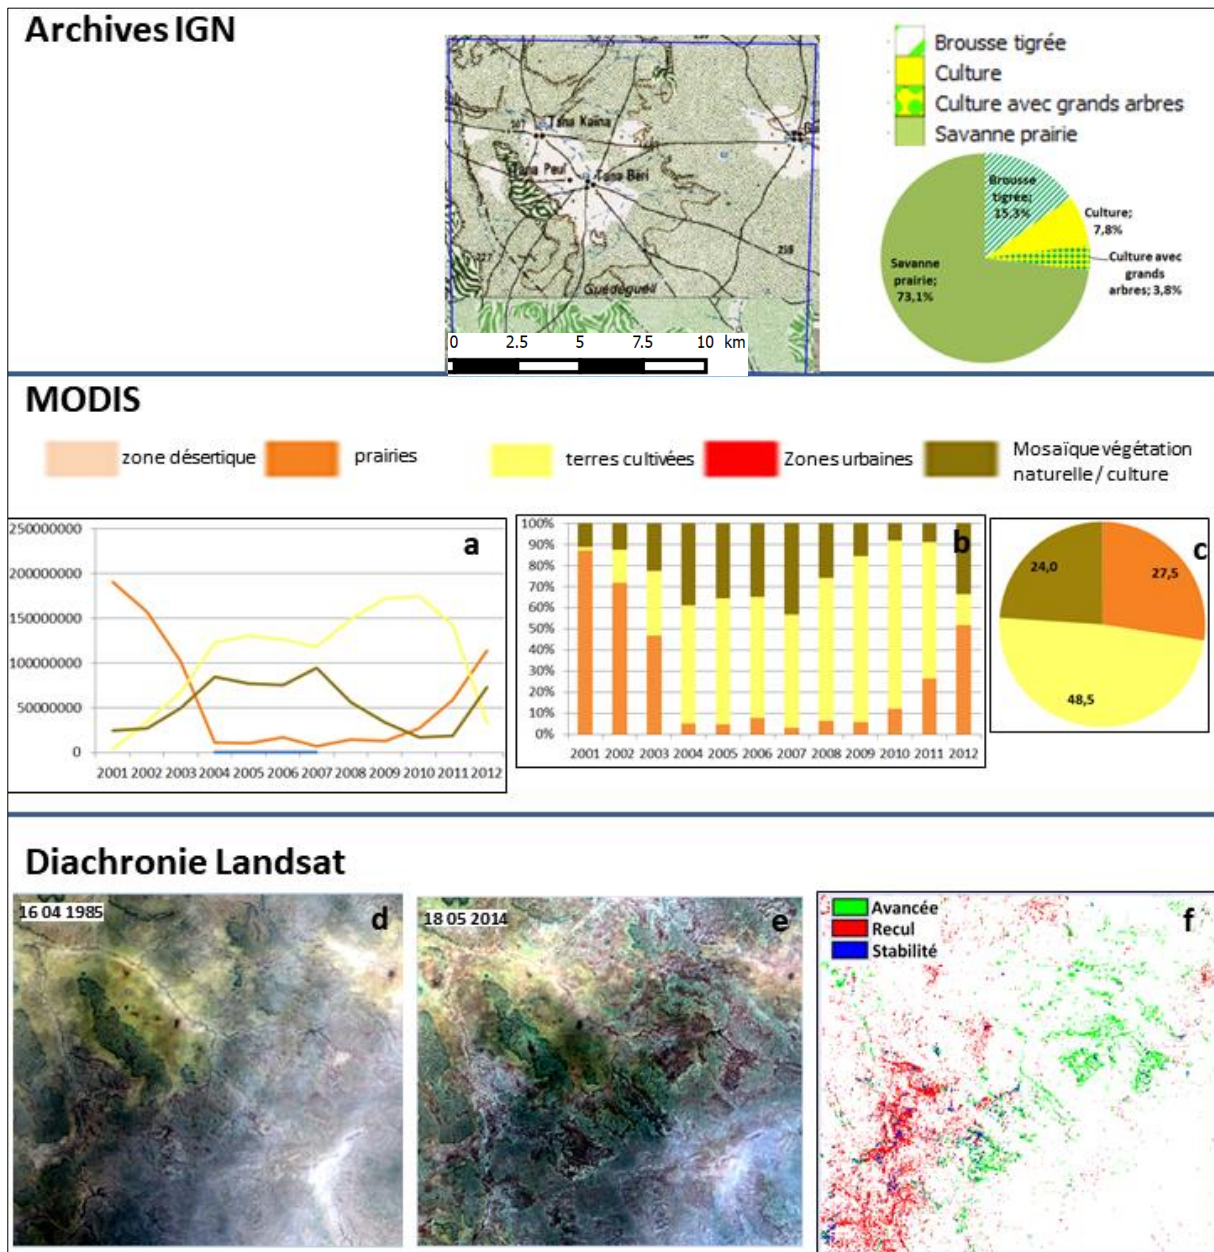 Archives IGN
Brousse tigrée
Culture
Culture avec grands arbres
Savanne prairie
Tana Kaina
Tana Peul
Tana Beri
227
258
Guédéguéli
0 2.5 5 7.5 10 km
Brousse
tigrée;
15,3%
Culture;
7,8%
Culture avec
grands
arbres; 3,8%
Savanne
prairie;
73,1%
MODIS
zone désertique
prairies
terres cultivées
Zones urbaines
Mosaïque végétation
naturelle / culture
a
250000000
200000000
150000000
100000000
50000000
0
2001 2002 2003 2004 2005 2006 2007 2008 2009 2010 2011 2012
b
100%
90%
80%
70%
60%
50%
40%
30%
20%
10%
0%
2001 2002 2003 2004 2005 2006 2007 2008 2009 2010 2011 2012
c
24,0
27,5
48,5
Diachronie Landsat
16 04 1985
d
18 05 2014
e
Avancée
Recul
Stabilité
f